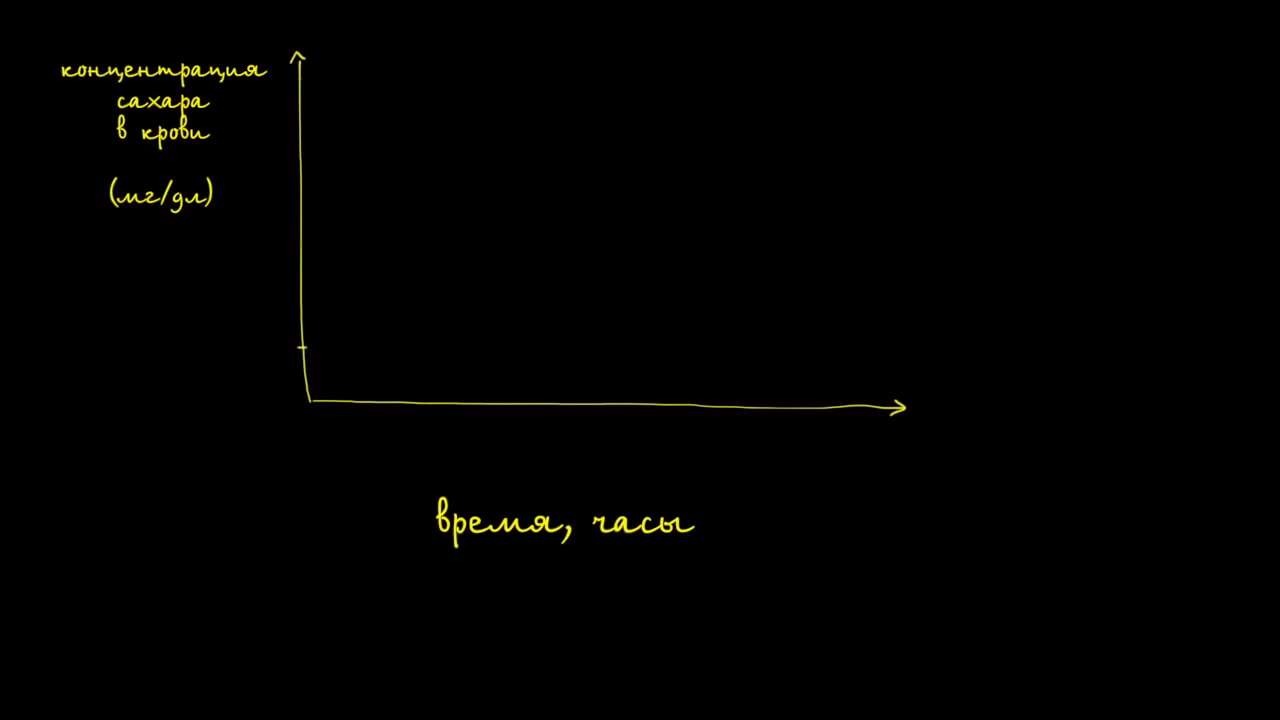 концентрация
сахара
в крови
(мг/дл)
время, часы